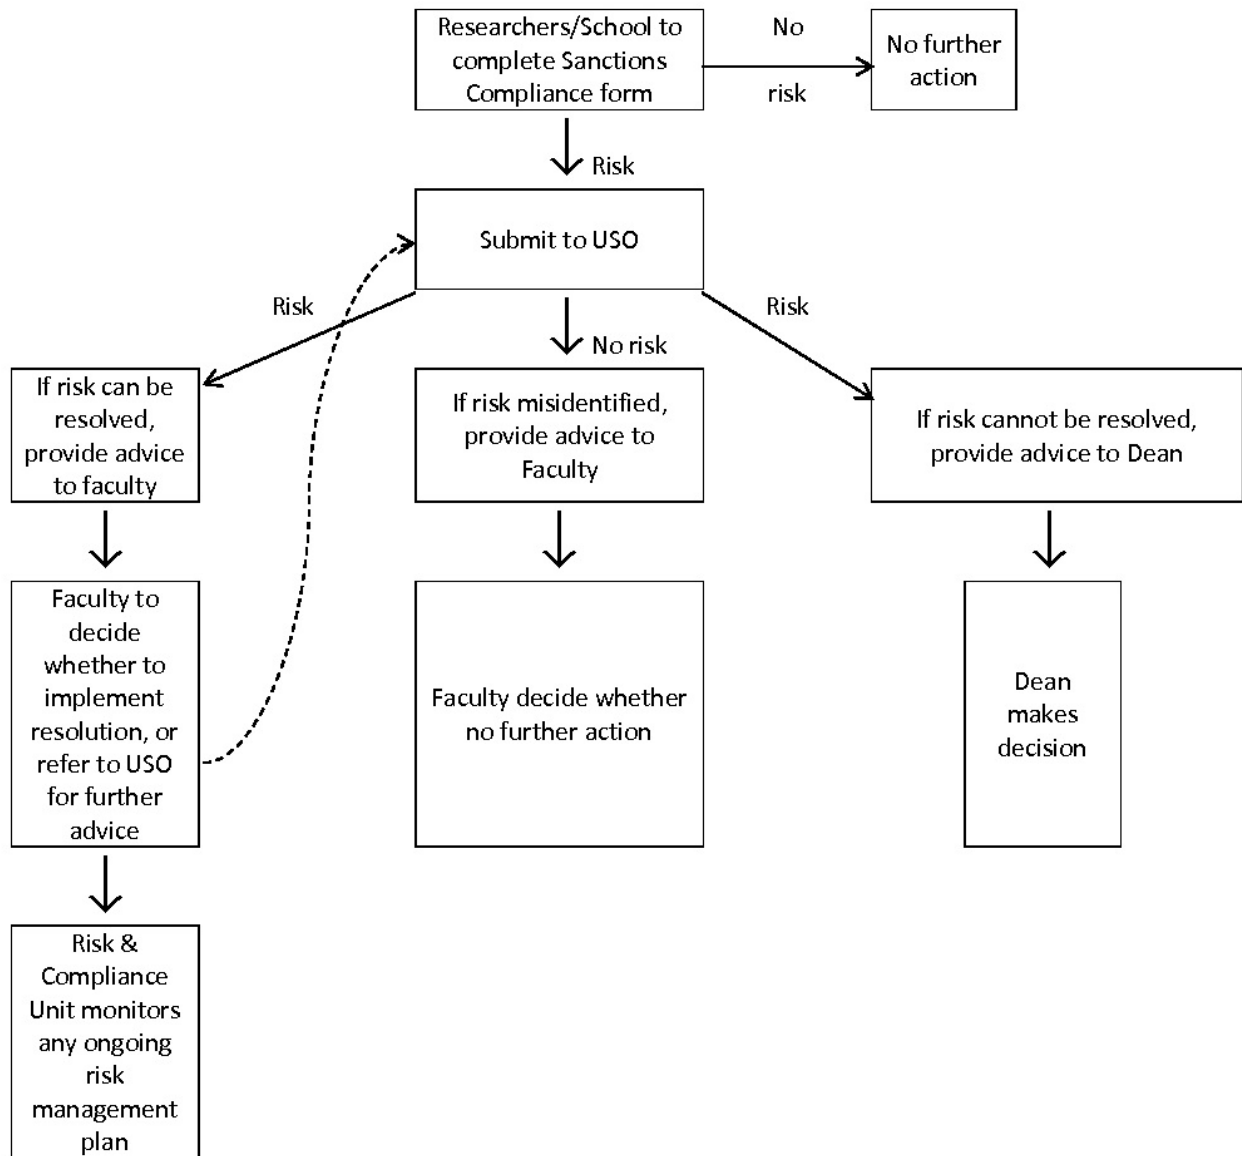 Researchers/School to
complete Sanctions
Compliance form
No
risk
No further
action
Risk
Submit to USO
Risk
No risk
Risk
If risk can be
resolved,
provide advice
to faculty
If risk misidentified,
provide advice to
Faculty
If risk cannot be resolved,
provide advice to Dean
Faculty to
decide
whether to
implement
resolution, or
refer to USO
for further
advice
Faculty decide whether
no further action
Dean
makes
decision
Risk &
Compliance
Unit monitors
any ongoing
risk
management
plan